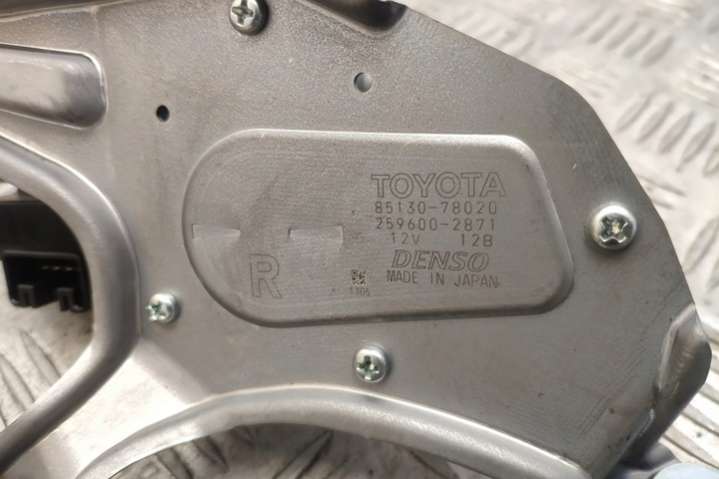 TOYOTA
85130-78020
259600-2871
12V 12B
DENSO
MADE IN JAPAN
R